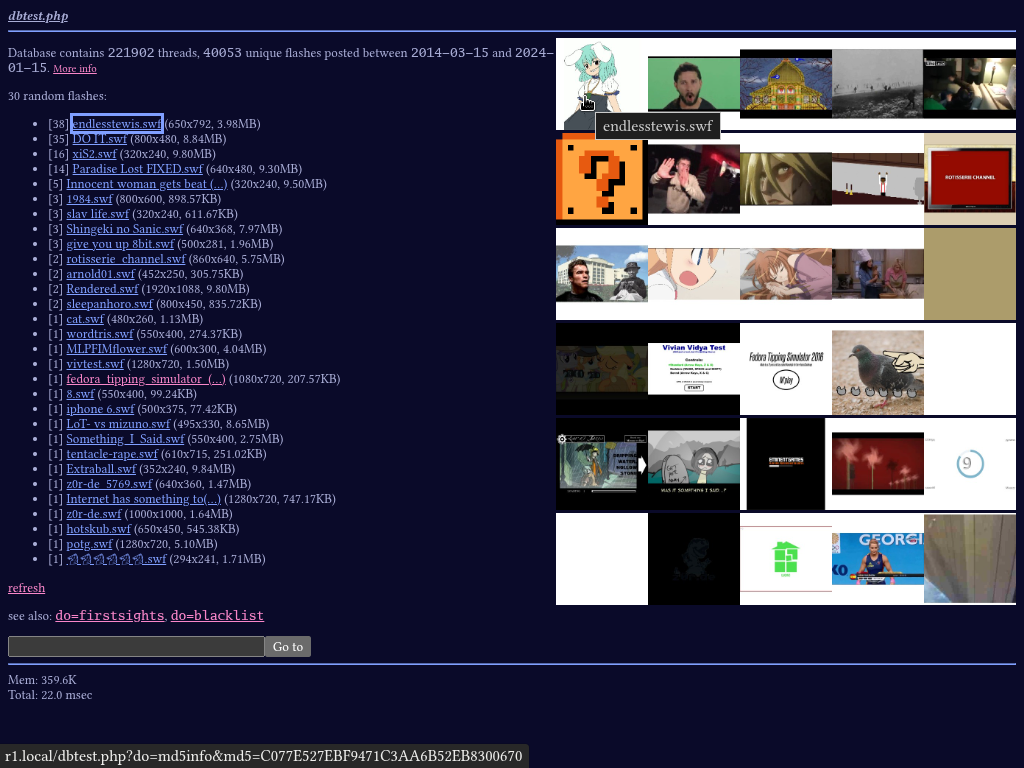 dbtest.php
Database contains 221902 threads, 40053 unique flashes posted between 2014-03-15 and 2024-
01-15. More info
30 random flashes:
[38] endlesstewis.swf (650x792, 3.98MB)
[35] DO IT.swf (800x480, 8.84MB)
[16] xiS2.swf (320x240, 9.80MB)
[14] Paradise Lost FIXED.swf (640x480, 9.30MB)
[5] Innocent woman gets beat (...) (320x240, 9.50MB)
[3] 1984.swf (800x600, 898.57KB)
[3] slav life.swf (320x240, 611.67KB)
[3] Shingeki no Sanic.swf (640x368, 7.97MB)
[3] give you up 8bit.swf (500x281, 1.96MB)
[2] rotisserie_channel.swf (860x640, 5.75MB)
[2] arnold01.swf (452x250, 305.75KB)
[2] Rendered.swf (1920x1088, 9.80MB)
[2] sleepanhoro.swf (800x450, 835.72KB)
[1] cat.swf (480x260, 1.13MB)
[1] wordtris.swf (550x400, 274.37KB)
[1] MLPFIMflower.swf (600x300, 4.04MB)
[1] vivtest.swf (1280x720, 1.50MB)
[1] fedora_tipping_simulator_(...) (1080x720, 207.57KB)
[1] 8.swf (550x400, 99.24KB)
[1] iphone 6.swf (500x375, 77.42KB)
[1] LoT- vs mizuno.swf (495x330, 8.65MB)
[1] Something_I_Said.swf (550x400, 2.75MB)
[1] tentacle-rape.swf (610x715, 251.02KB)
[1] Extraball.swf (352x240, 9.84MB)
[1] z0r-de_5769.swf (640x360, 1.47MB)
[1] Internet has something to(...) (1280x720, 747.17KB)
[1] z0r-de.swf (1000x1000, 1.64MB)
[1] hotskub.swf (650x450, 545.38KB)
[1] potg.swf (1280x720, 5.10MB)
[1] .swf (294x241, 1.71MB)
refresh
see also: do=firstsights, do=blacklist
Go to
Mem: 359.6K
Total: 22.0 msec
r1.local/dbtest.php?do=md5info&md5=C077E527EBF9471C3AA6B52EB8300670
endlesstewis.swf
ROTISSERIE CHANNEL
Vivian Vidya Test
Controls:
START
Fedora Tipping Simulator 2016
M'play
DRIPPING
WATER
HOLLOW
STONE
WAS IT SOMETHING I SAID..?
9
GEORGI